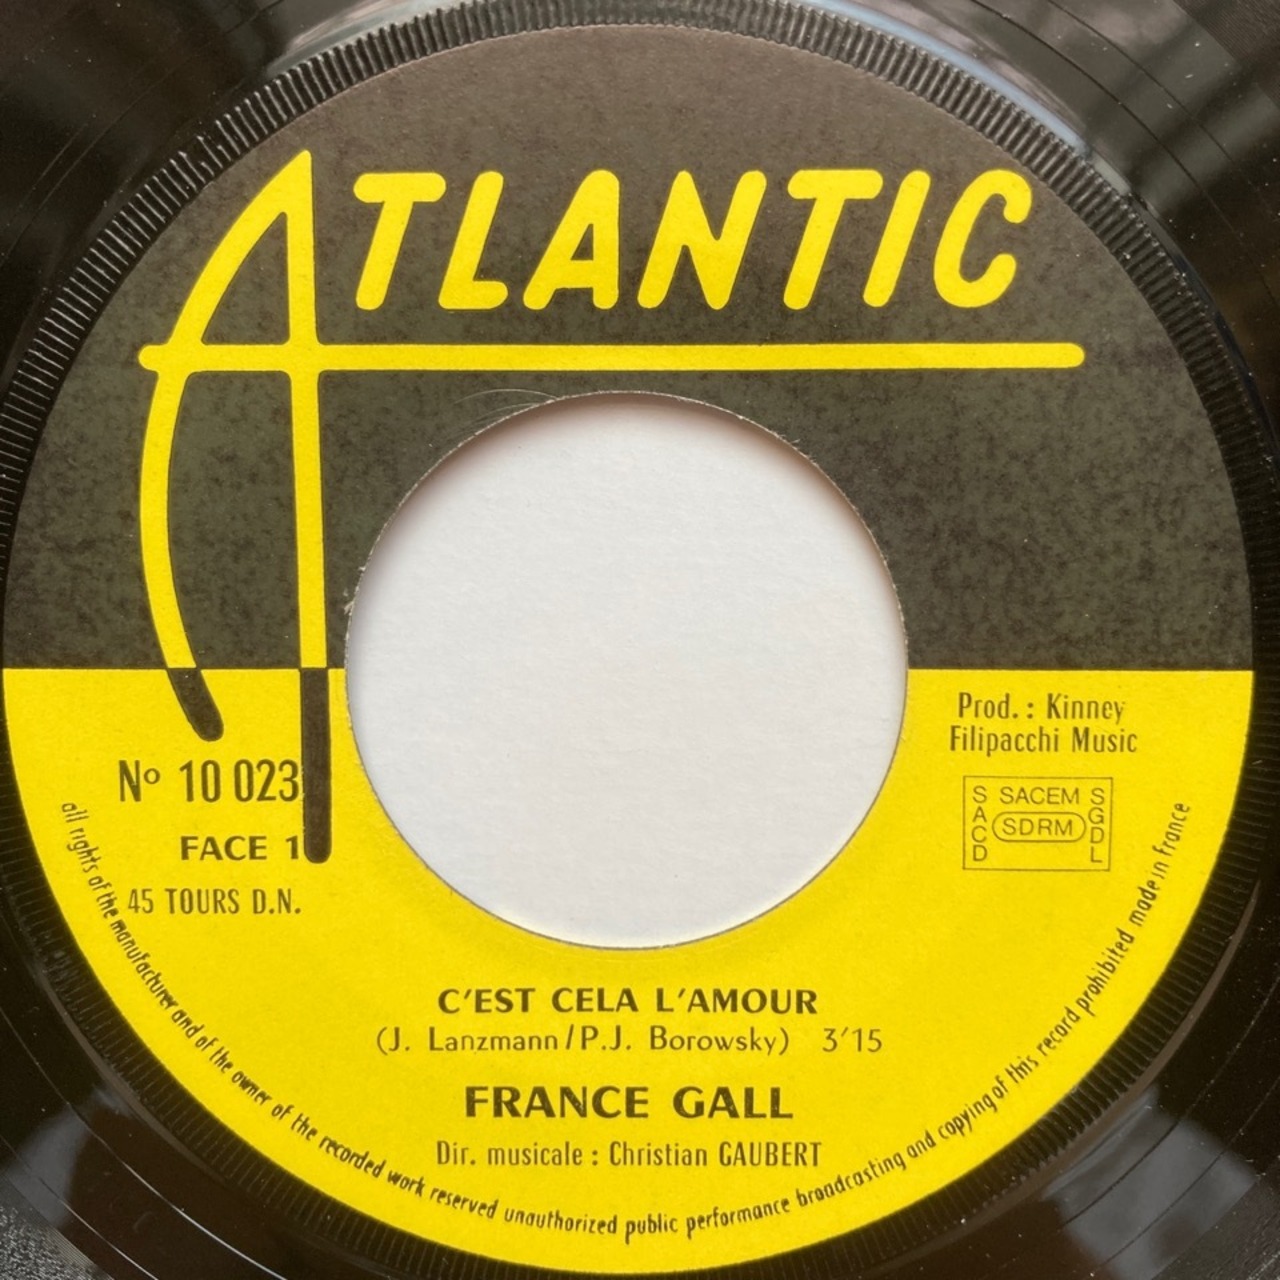 ATLANTIC
Prod. : Kinney
Filipacchi Music
Nº 10 023
FACE 1
45 TOURS D.N.
SACD SACEM SGDL
SDRM
C'EST CELA L'AMOUR
(J. Lanzmann/P.J. Borowsky) 3'15
FRANCE GALL
Dir. musicale : Christian GAUBERT
all rights of the manufacturer and of the owner of the recorded work reserved unauthorized public performance broadcasting and copying of this record prohibited made in france